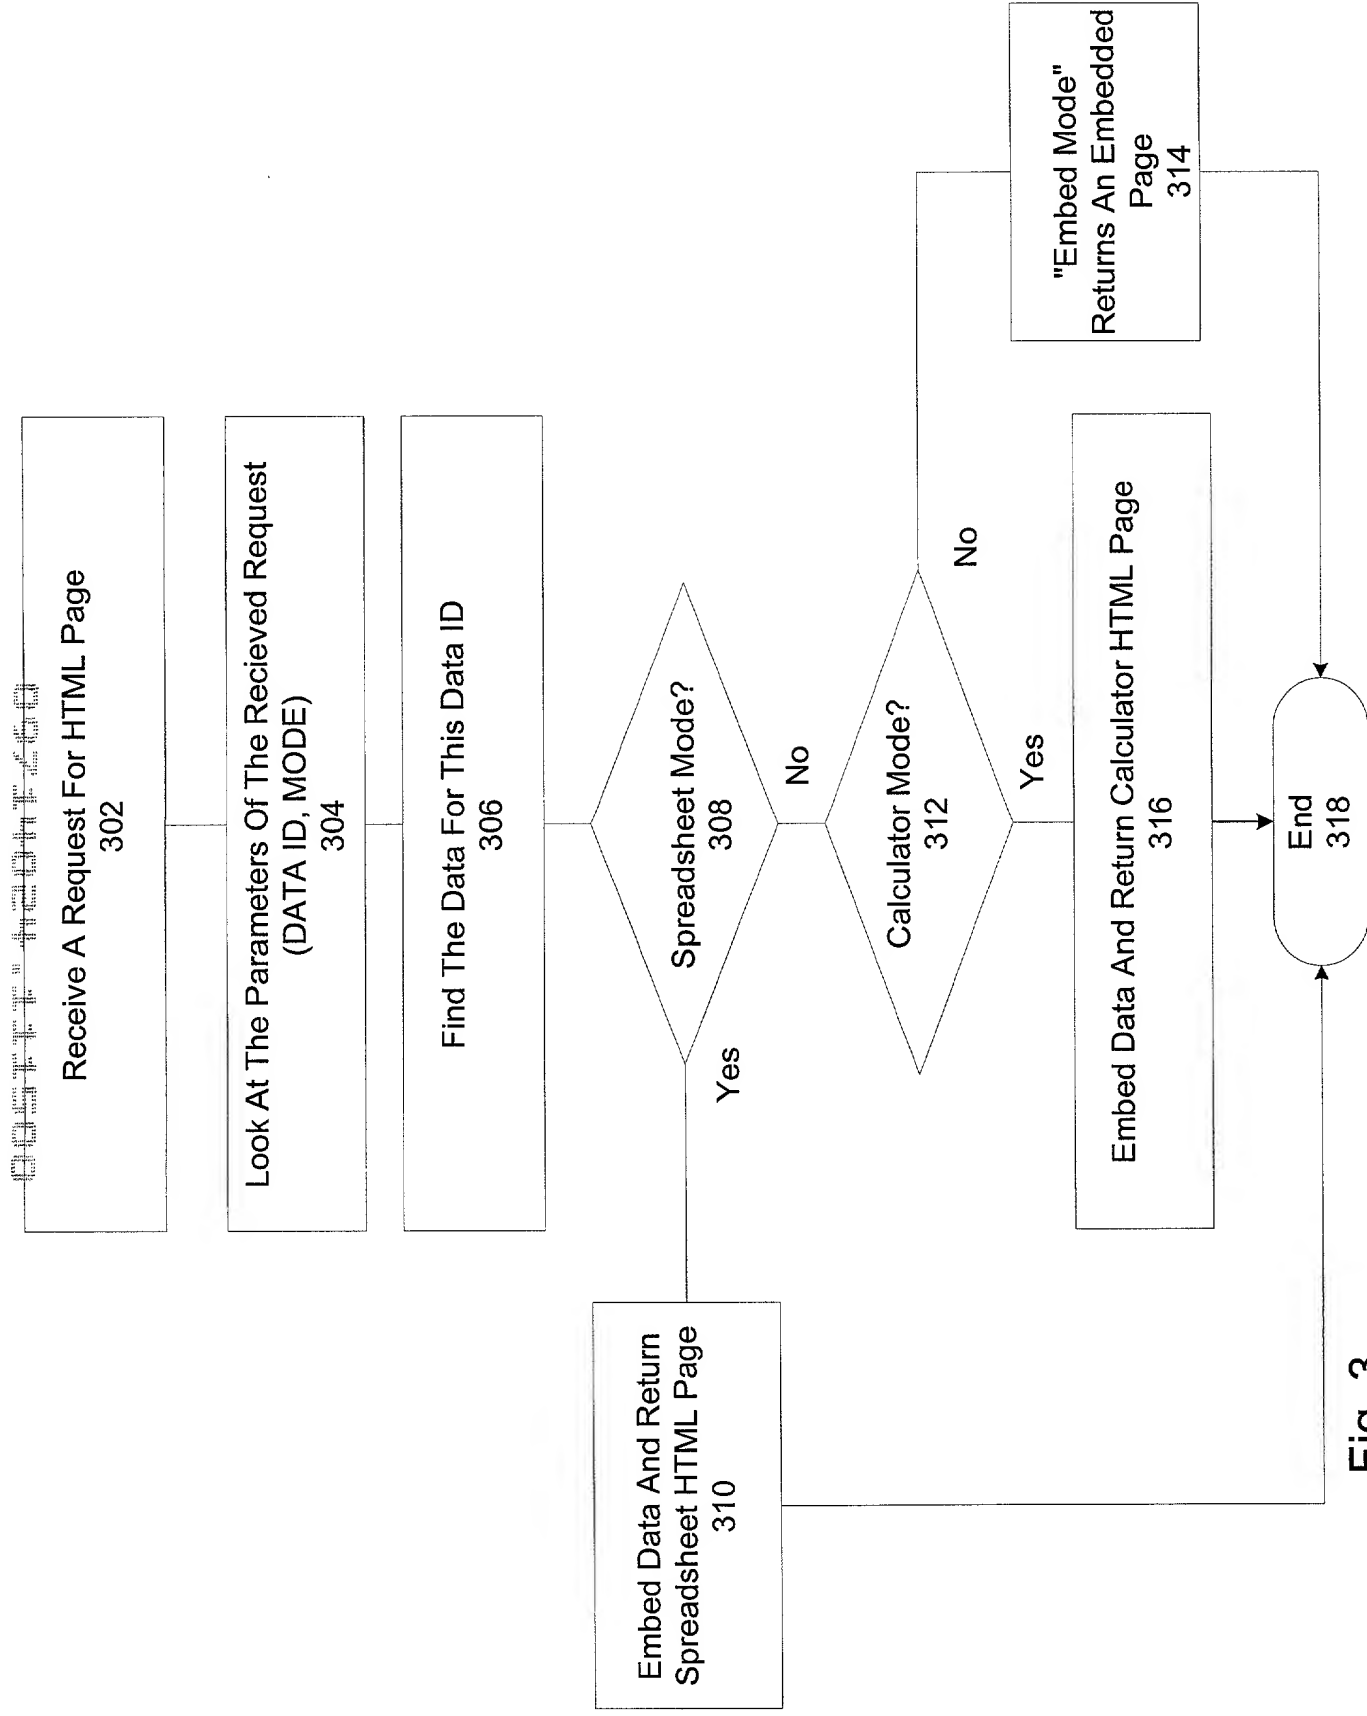 Receive A Request For HTML Page
302
Look At The Parameters Of The Recieved Request
(DATA ID, MODE)
304
Find The Data For This Data ID
306
Spreadsheet Mode?
308
Yes
No
Embed Data And Return
Spreadsheet HTML Page
310
Calculator Mode?
312
No
Yes
"Embed Mode"
Returns An Embedded
Page
314
Embed Data And Return Calculator HTML Page
316
End
318
Fig. 3